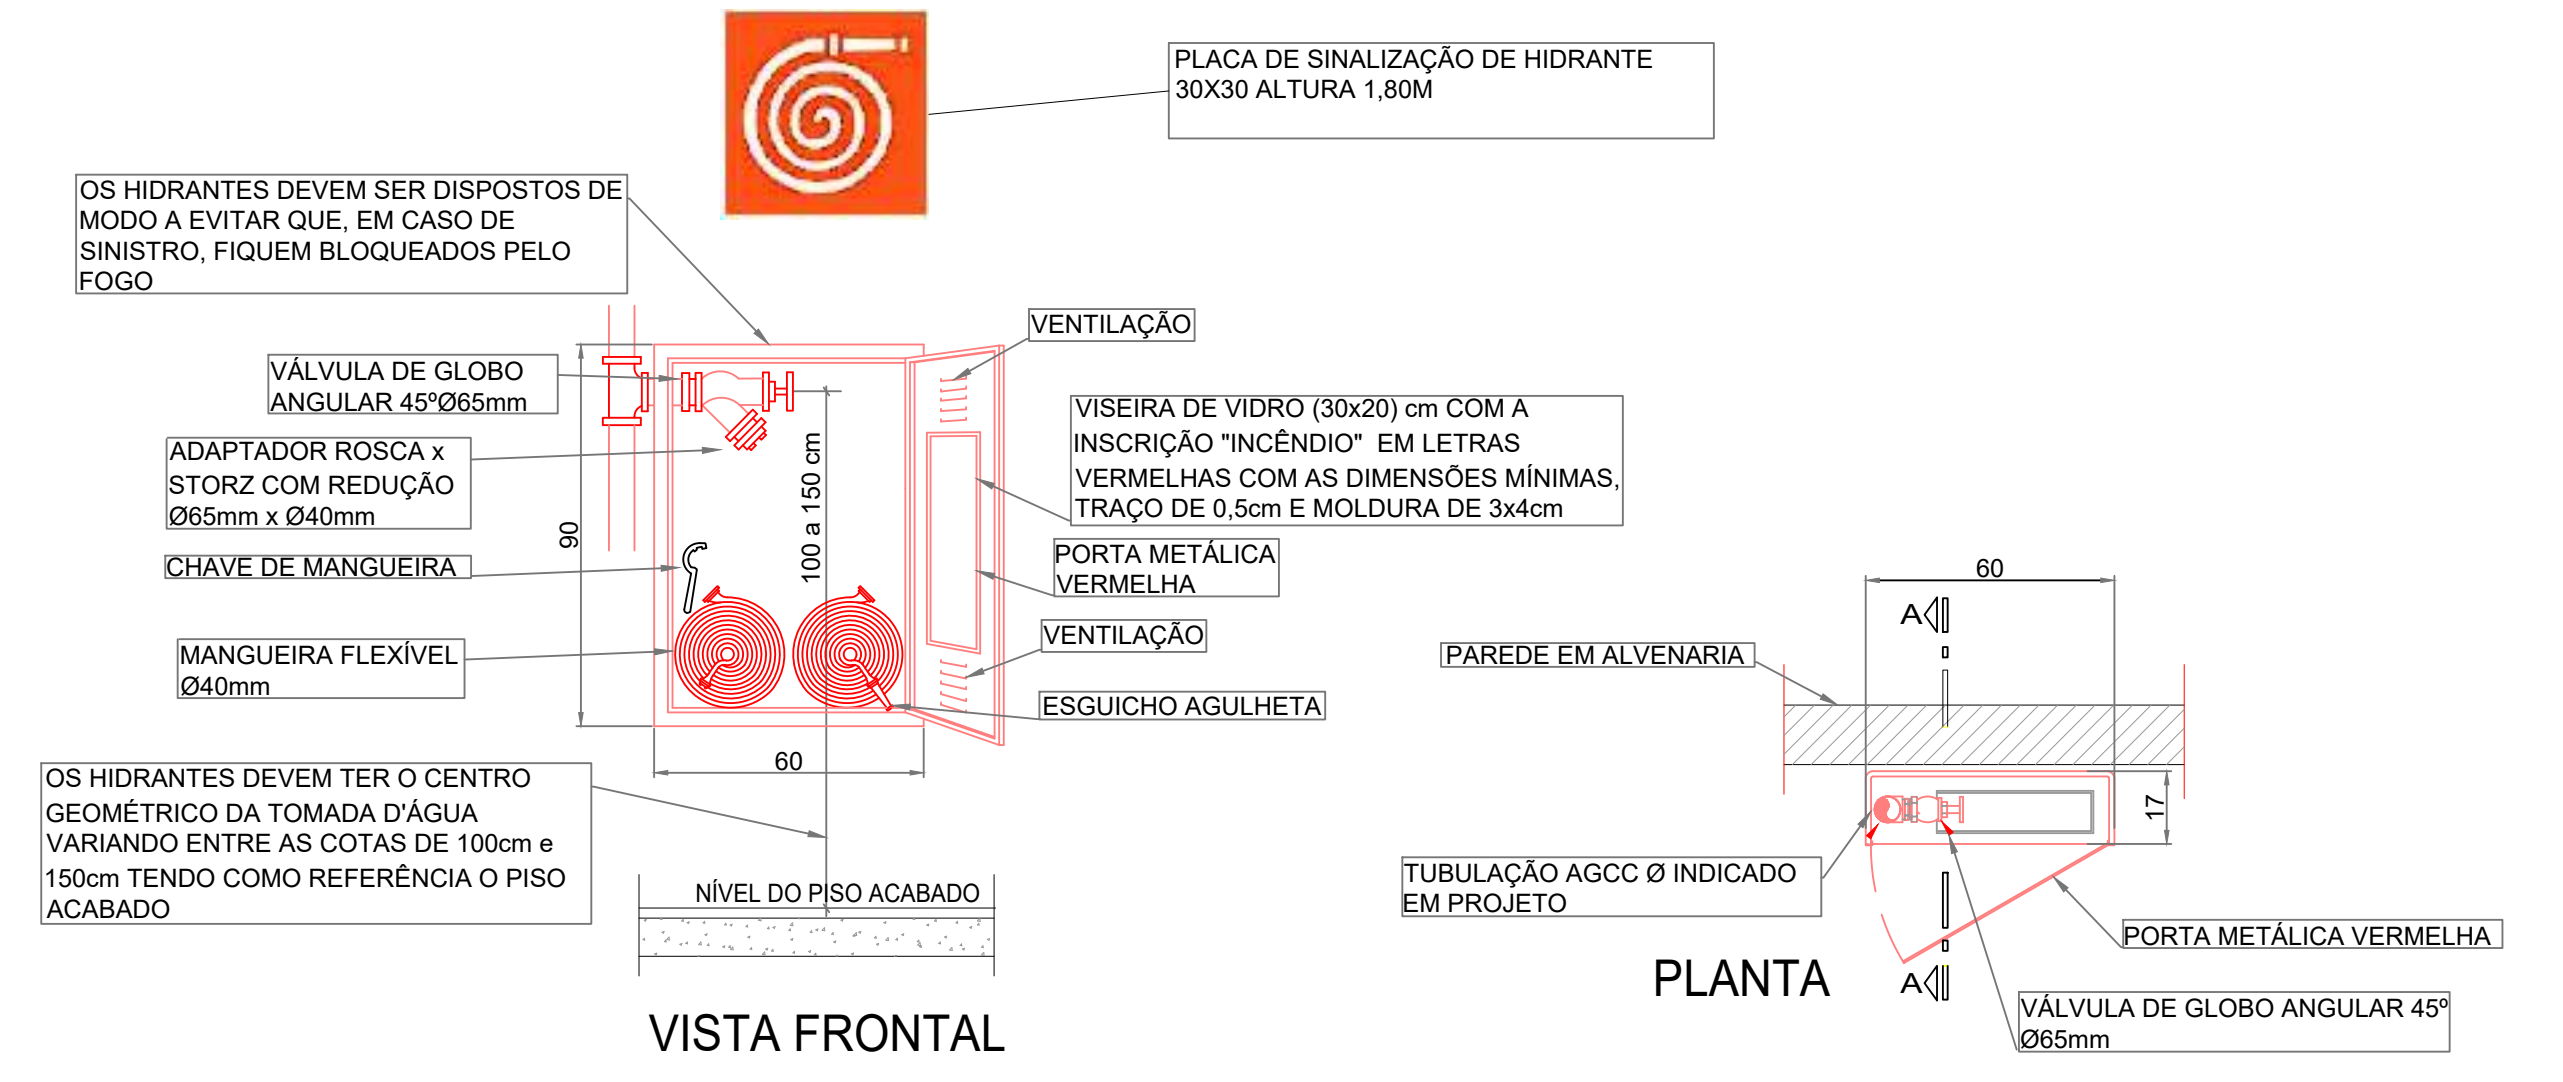 PLACA DE SINALIZAÇÃO DE HIDRANTE
30X30 ALTURA 1,80M
OS HIDRANTES DEVEM SER DISPOSTOS DE
MODO A EVITAR QUE, EM CASO DE
SINISTRO, FIQUEM BLOQUEADOS PELO
FOGO
VENTILAÇÃO
VÁLVULA DE GLOBO
ANGULAR 45ºØ65mm
VISEIRA DE VIDRO (30x20) cm COM A
INSCRIÇÃO "INCÊNDIO" EM LETRAS
VERMELHAS COM AS DIMENSÕES MÍNIMAS,
TRAÇO DE 0,5cm E MOLDURA DE 3x4cm
ADAPTADOR ROSCA x
STORZ COM REDUÇÃO
Ø65mm x Ø40mm
90
100 a 150 cm
CHAVE DE MANGUEIRA
PORTA METÁLICA
VERMELHA
VENTILAÇÃO
MANGUEIRA FLEXÍVEL
Ø40mm
ESGUICHO AGULHETA
60
OS HIDRANTES DEVEM TER O CENTRO
GEOMÉTRICO DA TOMADA D'ÁGUA
VARIANDO ENTRE AS COTAS DE 100cm e
150cm TENDO COMO REFERÊNCIA O PISO
ACABADO
NÍVEL DO PISO ACABADO
VISTA FRONTAL
60
A
PAREDE EM ALVENARIA
17
TUBULAÇÃO AGCC Ø INDICADO
EM PROJETO
PORTA METÁLICA VERMELHA
PLANTA
A
VÁLVULA DE GLOBO ANGULAR 45º
Ø65mm